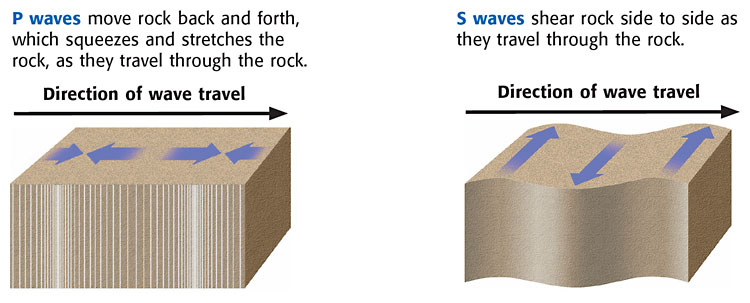 P waves move rock back and forth,
which squeezes and stretches the
rock, as they travel through the rock.
Direction of wave travel
S waves shear rock side to side as
they travel through the rock.
Direction of wave travel